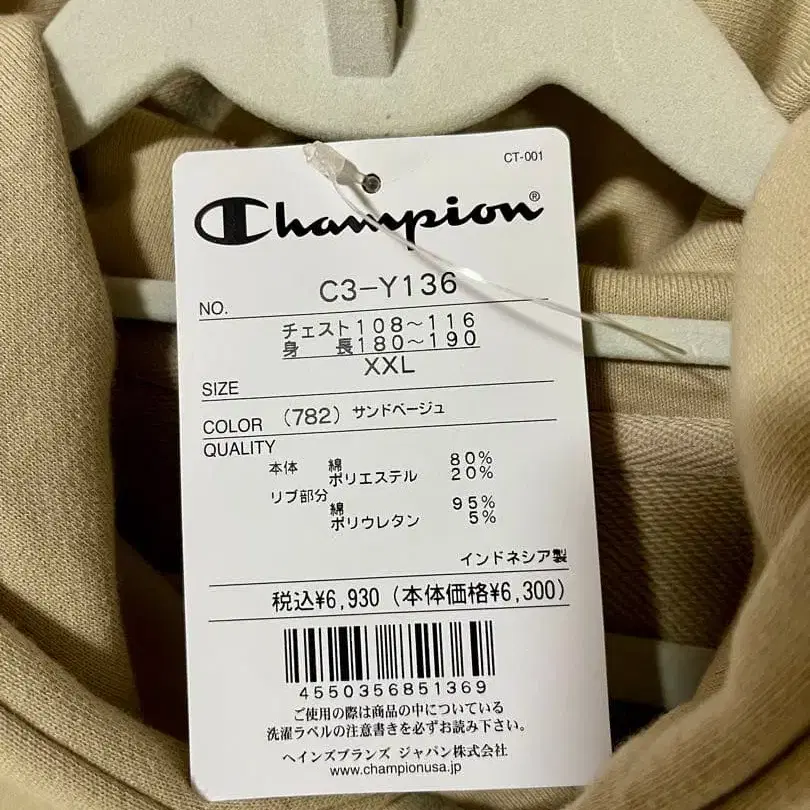 CT-001
Champion®
NO. C3-Y136
チェスト108~116
身 長180~190
SIZE XXL
COLOR (782) サンドベージュ
QUALITY
本体 綿 80%
ポリエステル 20%
リブ部分
綿 95%
ポリウレタン 5%
インドネシア製
税込¥6,930(本体価格¥6,300)
4550356851369
ご使用の際は商品の中についている
洗濯ラベルの注意書きを必ずお読み下さい。
ヘインズブランズ ジャパン株式会社
www.championusa.jp